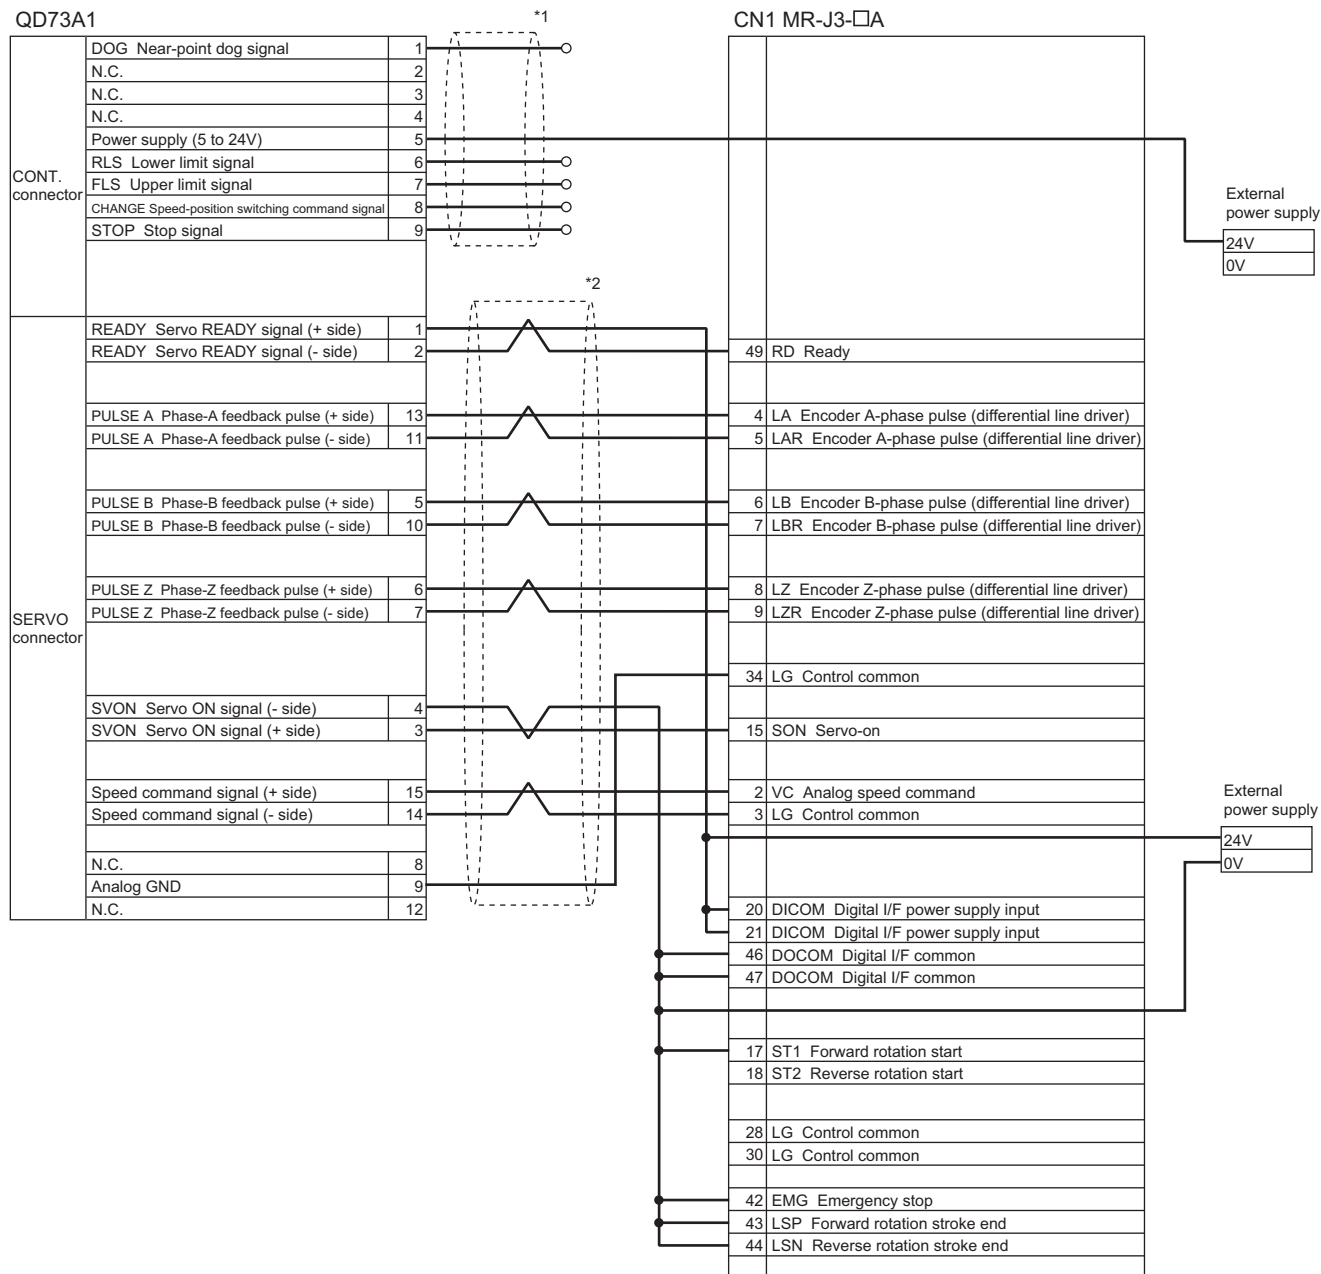 QD73A1
*1
CN1 MR-J3-□A
CONT.
connector
DOG Near-point dog signal 1
N.C. 2
N.C. 3
N.C. 4
Power supply (5 to 24V) 5
RLS Lower limit signal 6
FLS Upper limit signal 7
CHANGE Speed-position switching command signal 8
STOP Stop signal 9
External
power supply
24V
0V
*2
SERVO
connector
READY Servo READY signal (+ side) 1
READY Servo READY signal (- side) 2
49 RD Ready
PULSE A Phase-A feedback pulse (+ side) 13
4 LA Encoder A-phase pulse (differential line driver)
PULSE A Phase-A feedback pulse (- side) 11
5 LAR Encoder A-phase pulse (differential line driver)
PULSE B Phase-B feedback pulse (+ side) 5
6 LB Encoder B-phase pulse (differential line driver)
PULSE B Phase-B feedback pulse (- side) 10
7 LBR Encoder B-phase pulse (differential line driver)
PULSE Z Phase-Z feedback pulse (+ side) 6
8 LZ Encoder Z-phase pulse (differential line driver)
PULSE Z Phase-Z feedback pulse (- side) 7
9 LZR Encoder Z-phase pulse (differential line driver)
34 LG Control common
SVON Servo ON signal (- side) 4
SVON Servo ON signal (+ side) 3
15 SON Servo-on
Speed command signal (+ side) 15
2 VC Analog speed command
Speed command signal (- side) 14
3 LG Control common
External
power supply
24V
0V
N.C. 8
Analog GND 9
N.C. 12
20 DICOM Digital I/F power supply input
21 DICOM Digital I/F power supply input
46 DOCOM Digital I/F common
47 DOCOM Digital I/F common
17 ST1 Forward rotation start
18 ST2 Reverse rotation start
28 LG Control common
30 LG Control common
42 EMG Emergency stop
43 LSP Forward rotation stroke end
44 LSN Reverse rotation stroke end